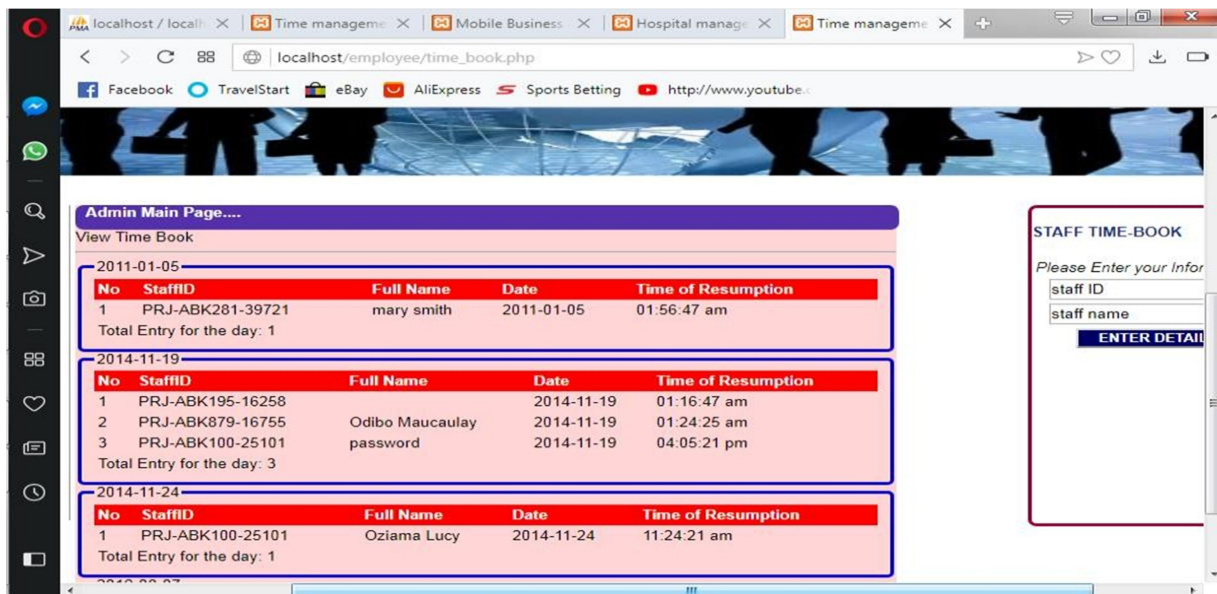 localhost / localh
Time manageme
Mobile Business
Hospital manage
Time manageme
localhost/employee/time_book.php
Facebook TravelStart eBay AliExpress Sports Betting http://www.youtube.c
Admin Main Page....
View Time Book
2011-01-05
No StaffID Full Name Date Time of Resumption
1 PRJ-ABK281-39721 mary smith 2011-01-05 01:56:47 am
Total Entry for the day: 1
2014-11-19
No StaffID Full Name Date Time of Resumption
1 PRJ-ABK195-16258 2014-11-19 01:16:47 am
2 PRJ-ABK879-16755 Odibo Maucaulay 2014-11-19 01:24:25 am
3 PRJ-ABK100-25101 password 2014-11-19 04:05:21 pm
Total Entry for the day: 3
2014-11-24
No StaffID Full Name Date Time of Resumption
1 PRJ-ABK100-25101 Oziama Lucy 2014-11-24 11:24:21 am
Total Entry for the day: 1
STAFF TIME-BOOK
Please Enter your Infor
staff ID
staff name
ENTER DETAIL